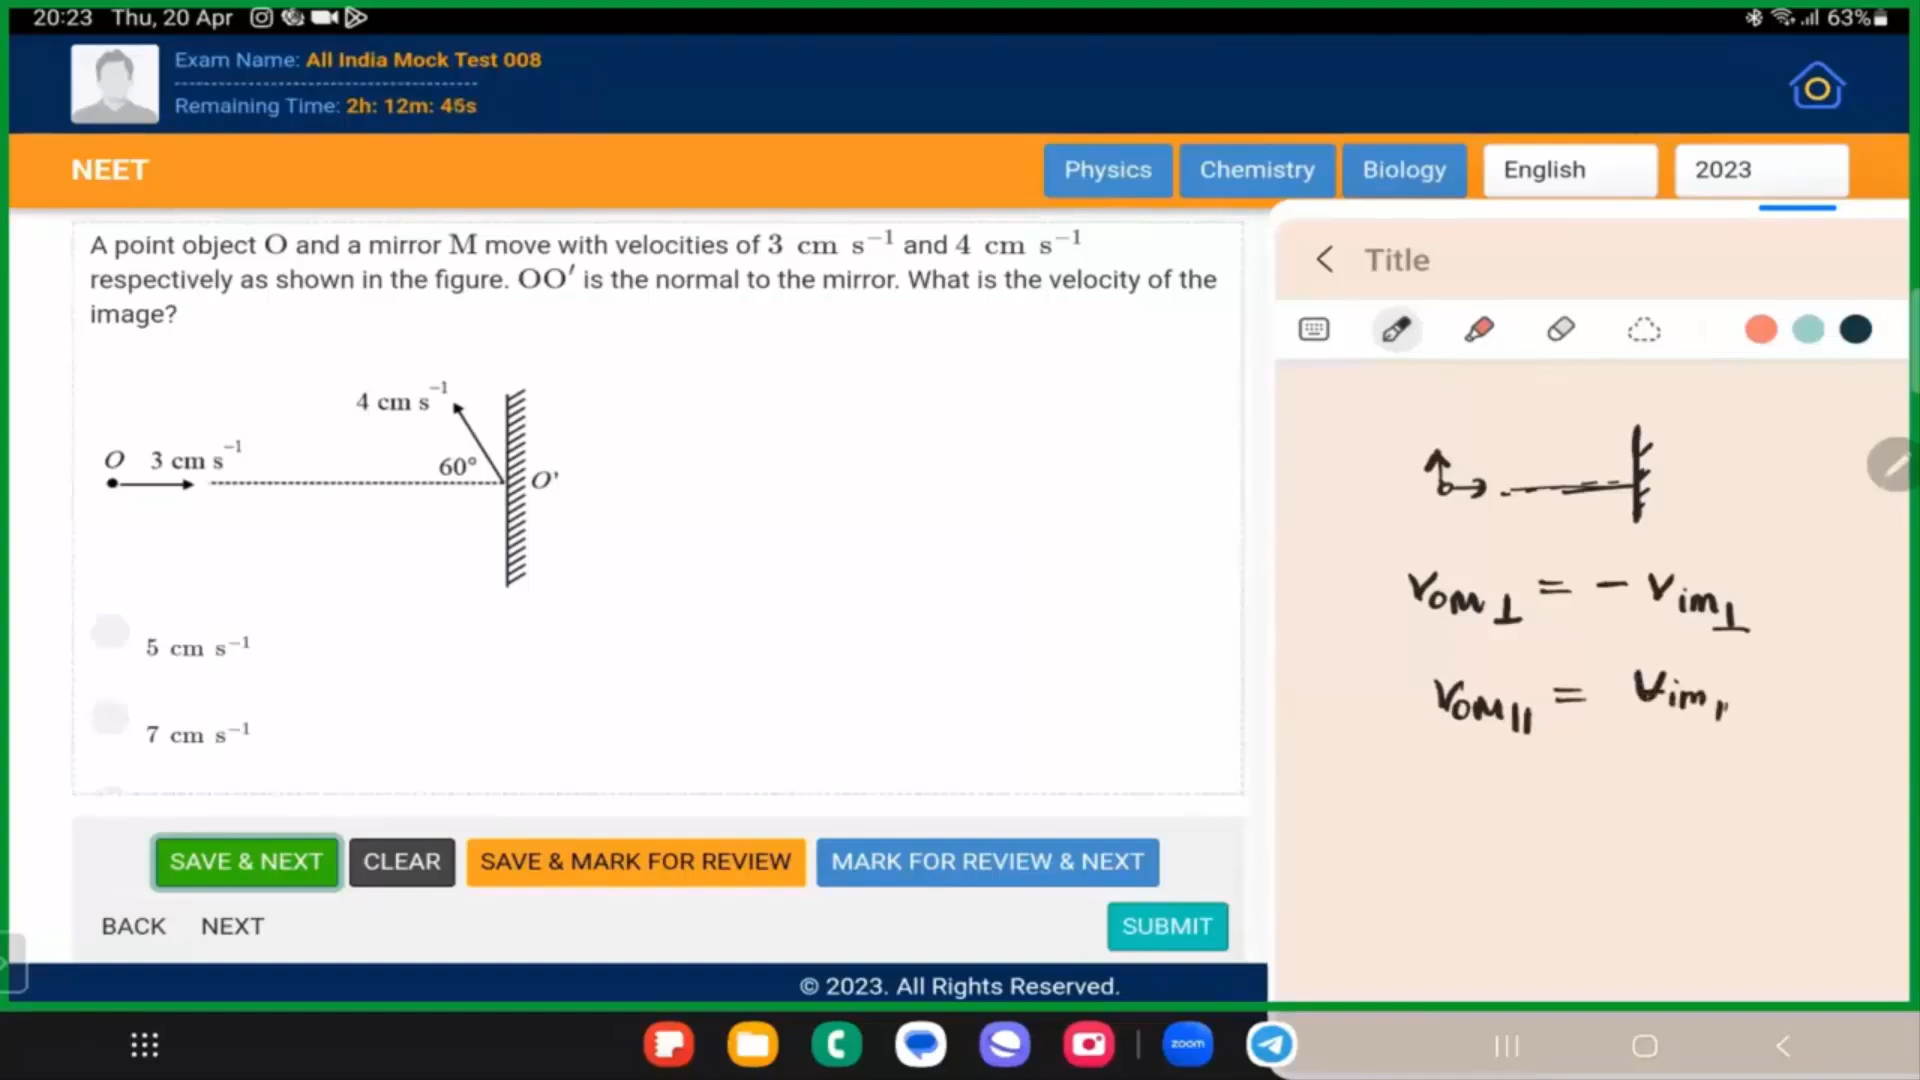 20:23 Thu, 20 Apr
63%
Exam Name: All India Mock Test 008
Remaining Time: 2h: 12m: 45s
NEET
Physics Chemistry Biology English 2023
A point object O and a mirror M move with velocities of 3 cm s⁻¹ and 4 cm s⁻¹
respectively as shown in the figure. OO′ is the normal to the mirror. What is the velocity of the
image?
4 cm s⁻¹
O 3 cm s⁻¹
60°
O'
5 cm s⁻¹
7 cm s⁻¹
SAVE & NEXT CLEAR SAVE & MARK FOR REVIEW MARK FOR REVIEW & NEXT
BACK NEXT
SUBMIT
© 2023. All Rights Reserved.
Title
vom⊥ = - vim⊥
vom|| = vim||
zoom